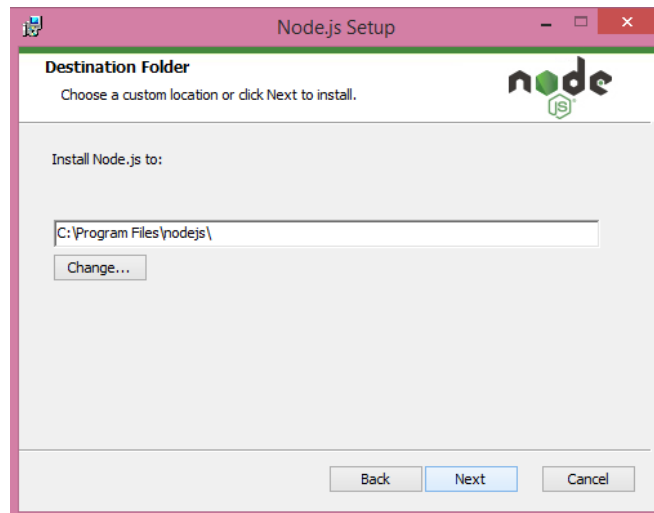 Node.js Setup
Destination Folder
Choose a custom location or click Next to install.
node
JS
Install Node.js to:
C:\Program Files\nodejs\
Change...
Back Next Cancel